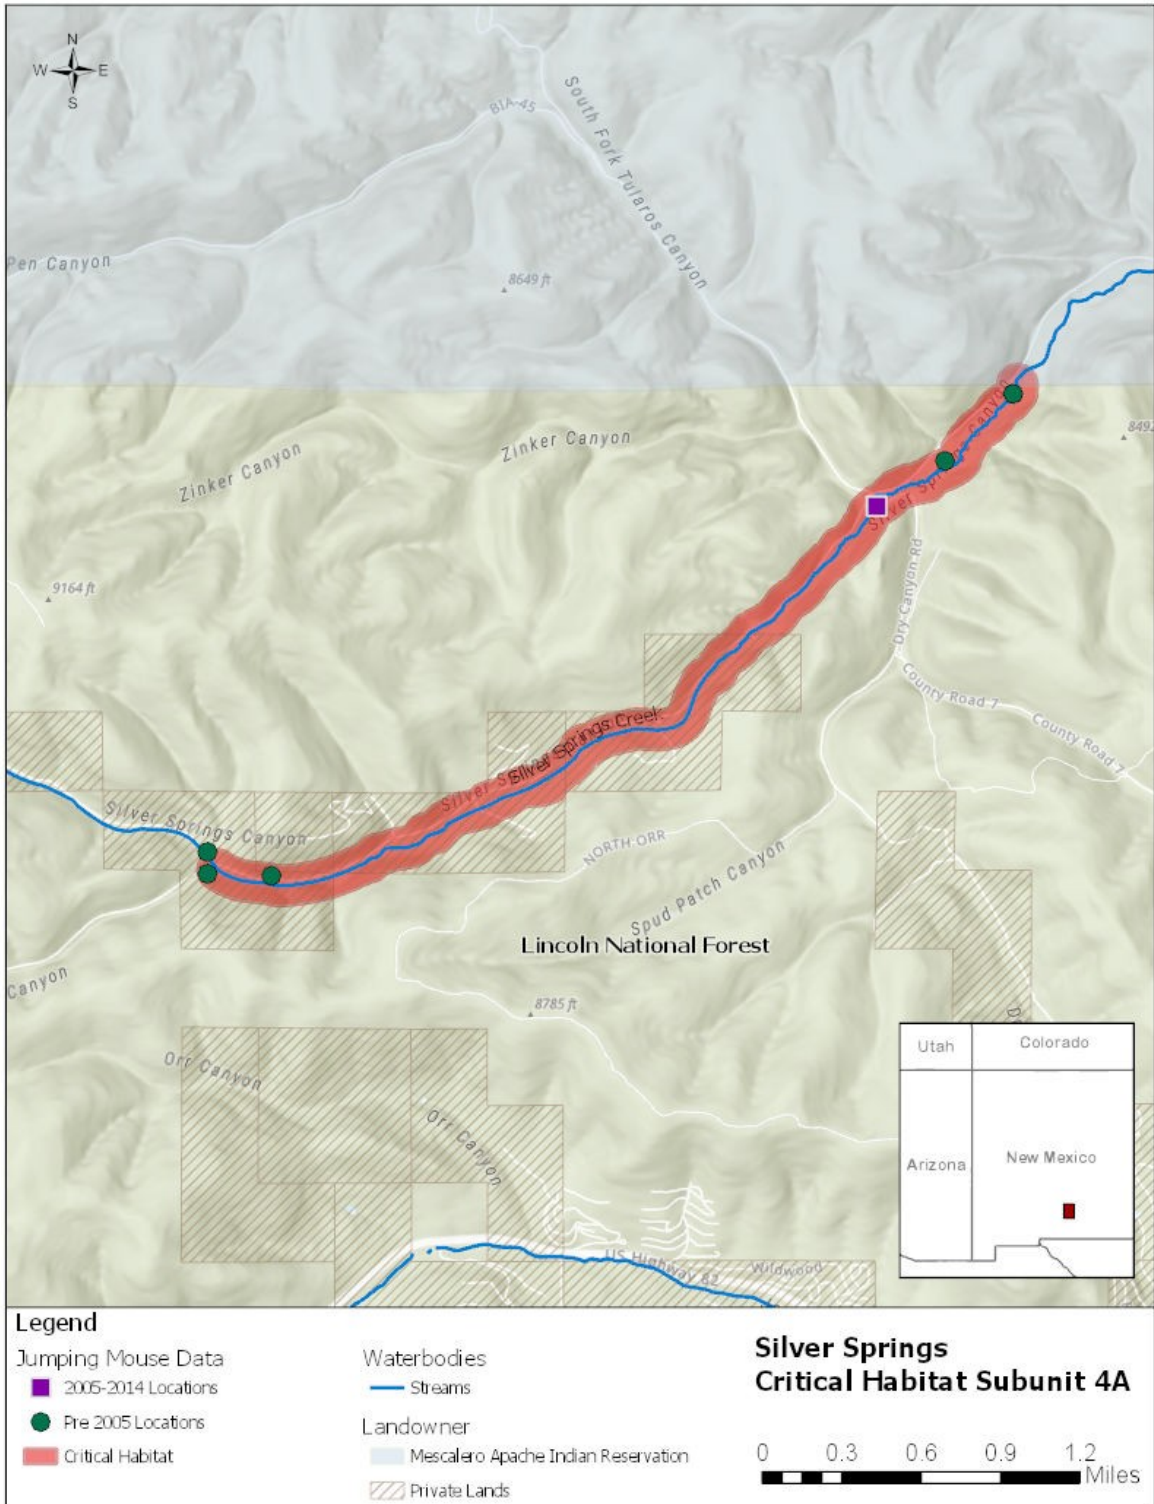 N
W E
S
BIA-45
South Fork Tularos Canyon
Pen Canyon
8649 ft
Zinker Canyon
Zinker Canyon
8492
Silver Springs Canyon
9164 ft
Dry Canyon Rd
County Road 7
County Road 7
Silver Springs Creek
Silver Springs Canyon
NORTH ORR
Spud Patch Canyon
Lincoln National Forest
Canyon
8785 ft
Orr Canyon
Orr Canyon
US Highway 82
Wildwood
Utah
Colorado
Arizona
New Mexico
Legend
Jumping Mouse Data
2005-2014 Locations
Pre 2005 Locations
Critical Habitat
Waterbodies
Streams
Landowner
Mescalero Apache Indian Reservation
Private Lands
Silver Springs
Critical Habitat Subunit 4A
0 0.3 0.6 0.9 1.2
Miles